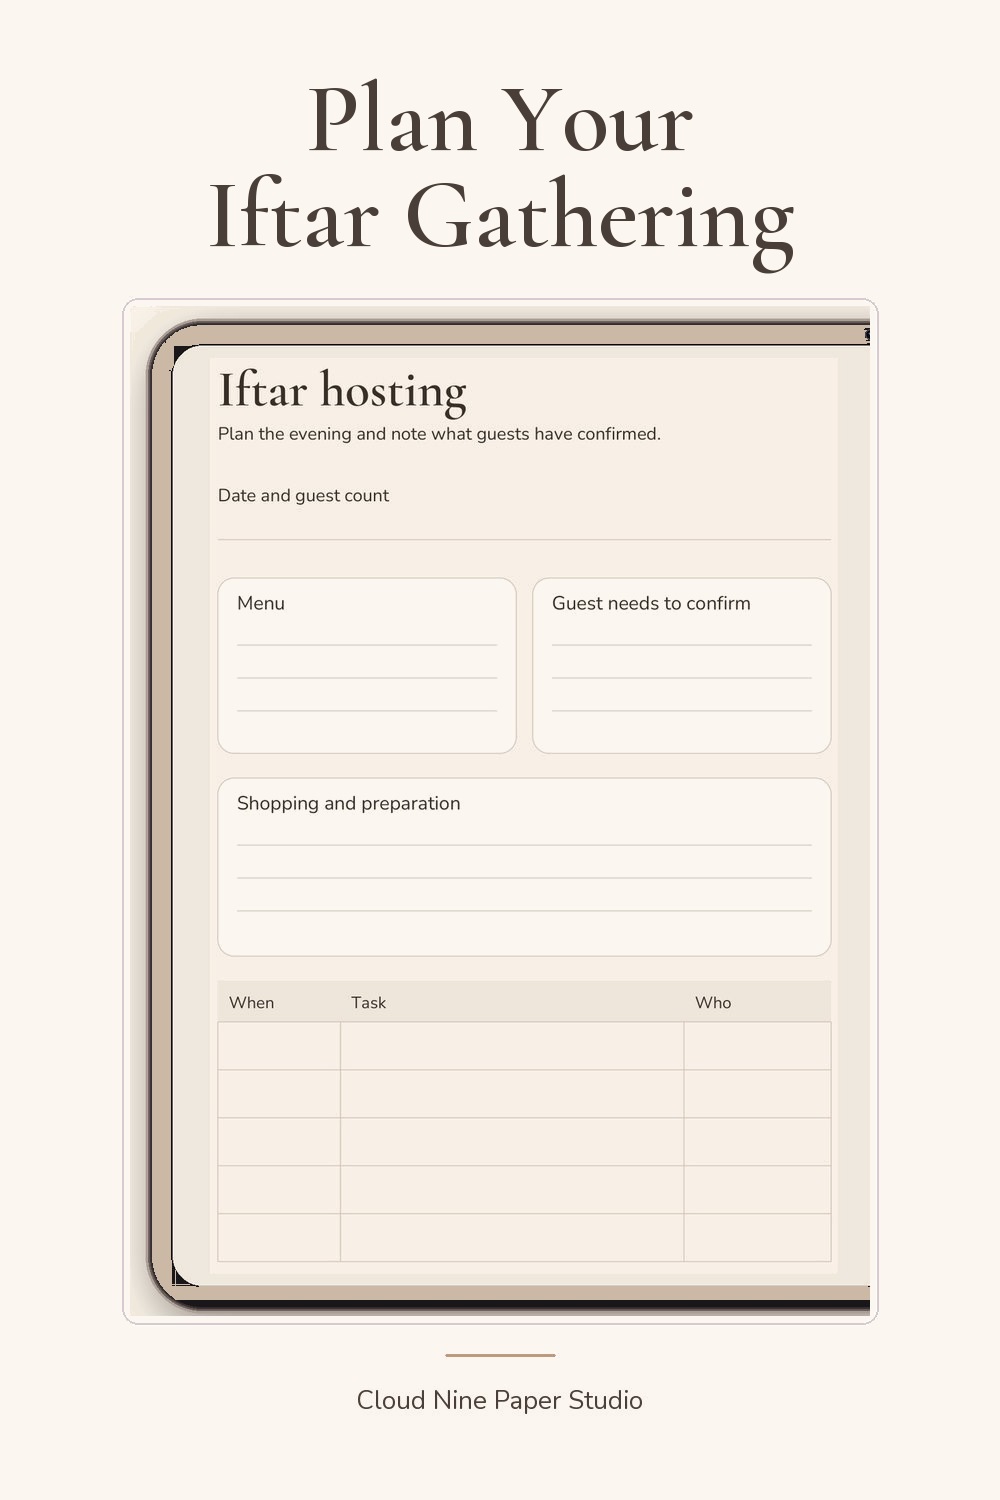 Plan Your
Iftar Gathering
Iftar hosting
Plan the evening and note what guests have confirmed.
Date and guest count
Menu
Guest needs to confirm
Shopping and preparation
When Task Who
Cloud Nine Paper Studio